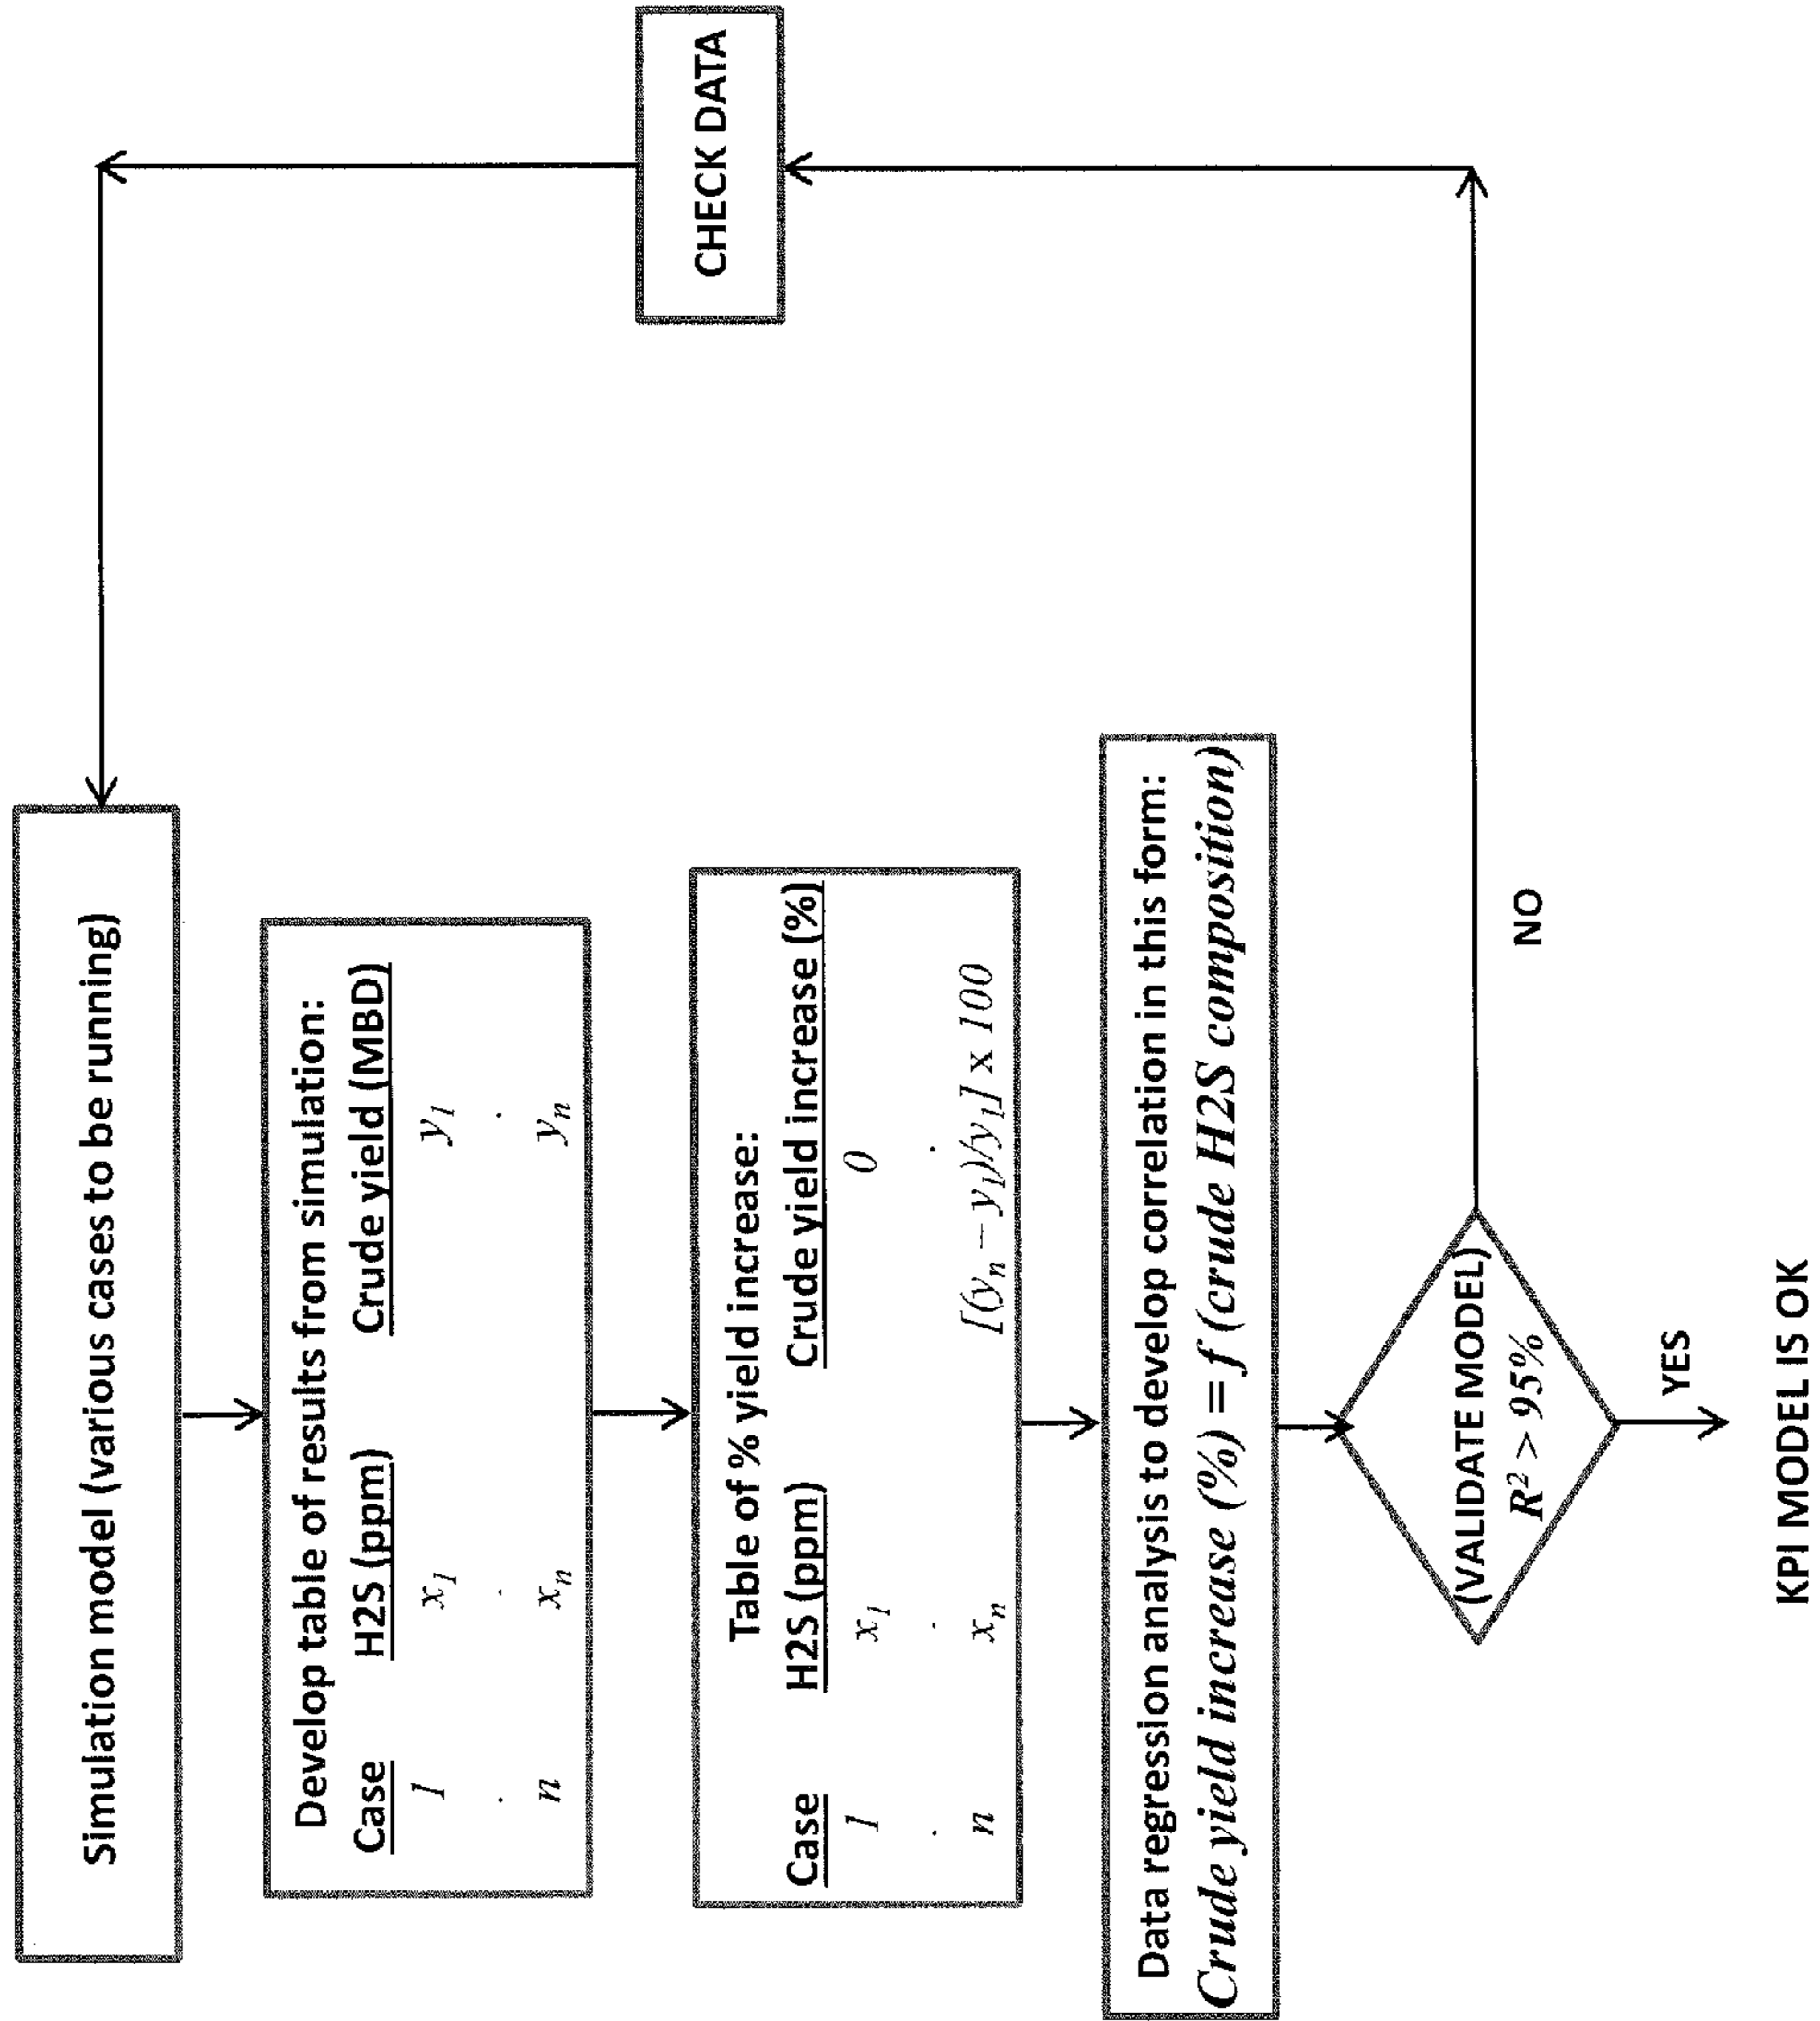 Simulation model (various cases to be running)
Develop table of results from simulation:
Case H2S (ppm) Crude yield (MBD)
1 x₁ y₁
. . .
n xₙ yₙ
Table of % yield increase:
Case H2S (ppm) Crude yield increase (%)
1 x₁ 0
. . .
n xₙ [(yₙ – y₁)/y₁] x 100
Data regression analysis to develop correlation in this form:
Crude yield increase (%) = f (crude H2S composition)
(VALIDATE MODEL)
R² > 95%
NO
CHECK DATA
YES
KPI MODEL IS OK